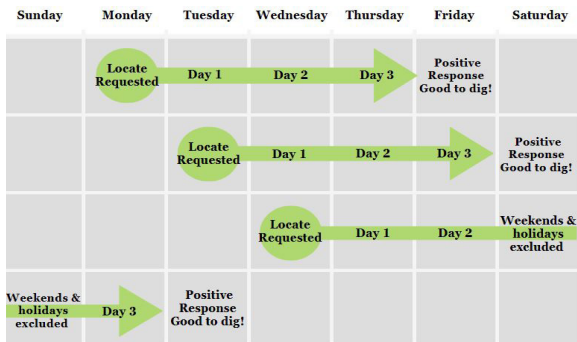 Sunday Monday Tuesday Wednesday Thursday Friday Saturday
Locate
Requested
Day 1
Day 2
Day 3
Positive
Response
Good to dig!
Locate
Requested
Day 1
Day 2
Day 3
Positive
Response
Good to dig!
Locate
Requested
Day 1
Day 2
Weekends &
holidays
excluded
Weekends &
holidays
excluded
Day 3
Positive
Response
Good to dig!